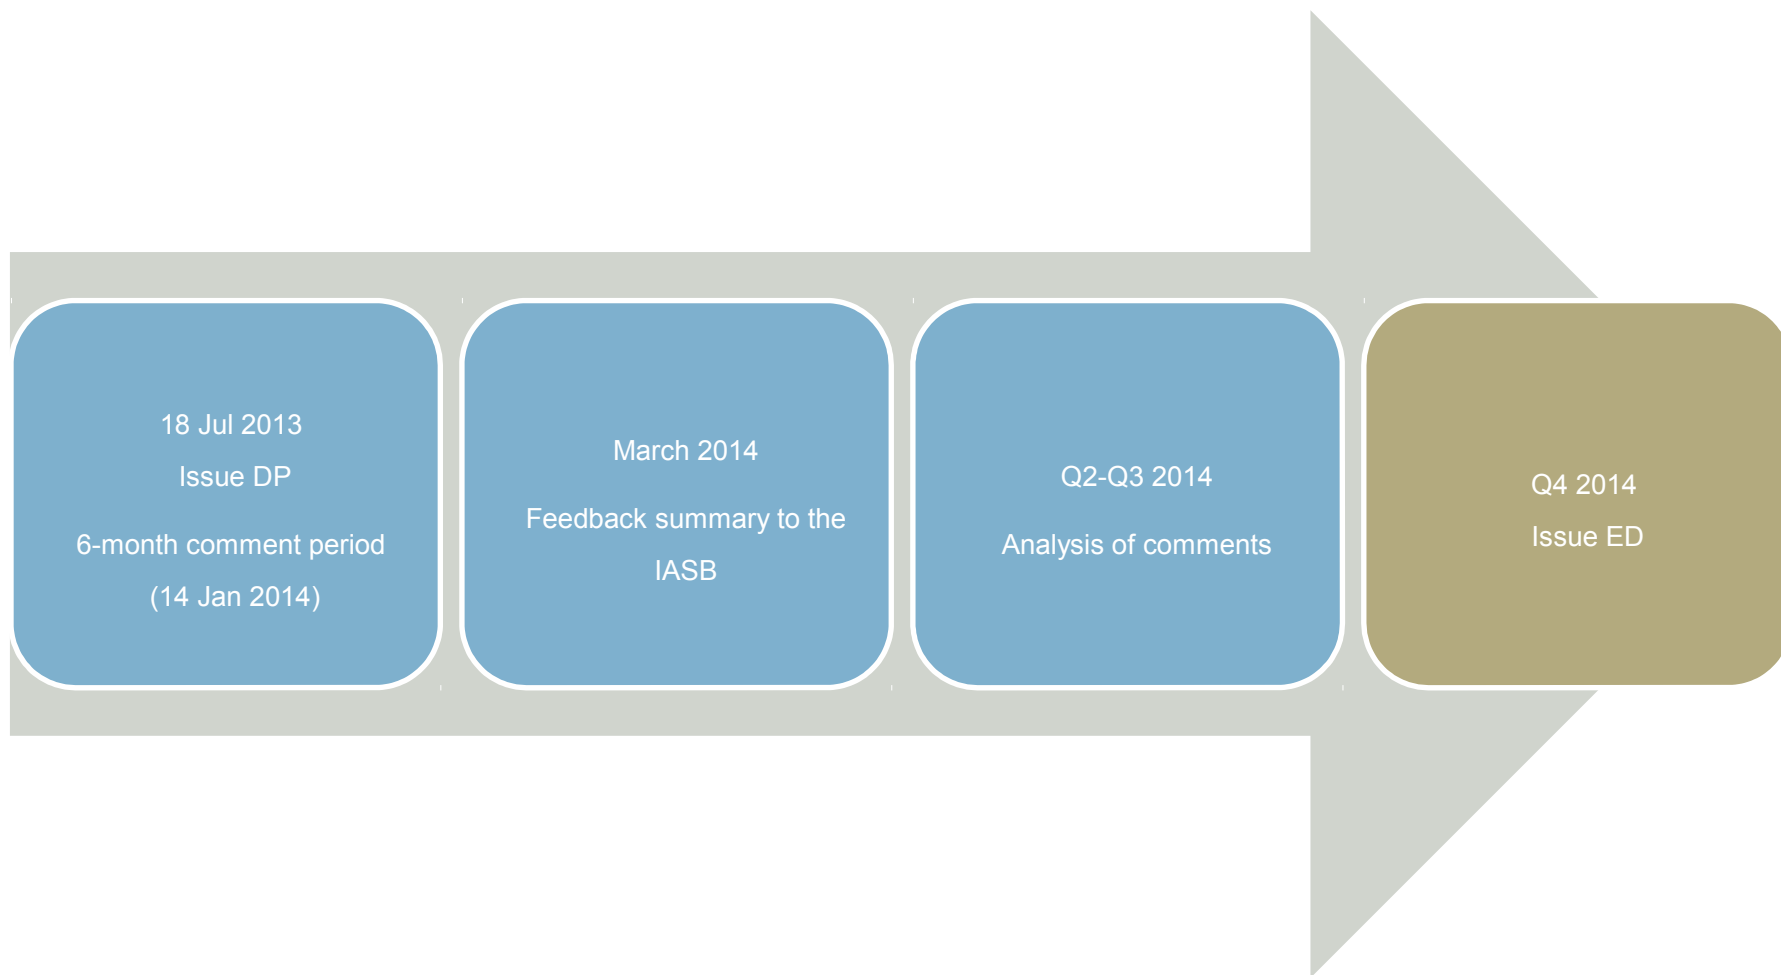 18 Jul 2013
Issue DP
6-month comment period
(14 Jan 2014)
March 2014
Feedback summary to the
IASB
Q2-Q3 2014
Analysis of comments
Q4 2014
Issue ED